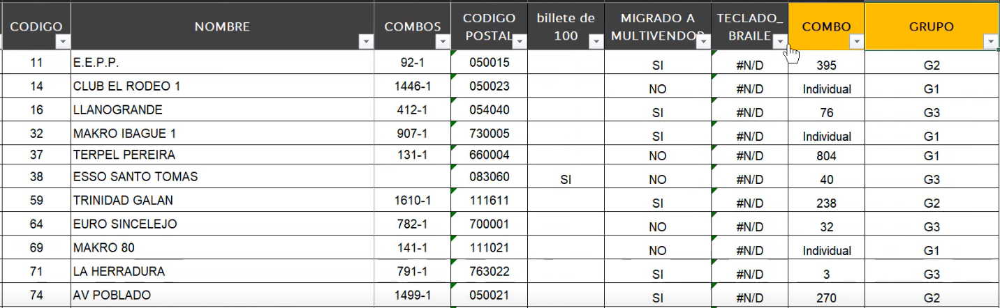 CODIGO NOMBRE COMBOS CODIGO POSTAL billete de 100 MIGRADO A MULTIVENDOR TECLADO_BRAILE COMBO GRUPO
11 E.E.P.P. 92-1 050015 SI #N/D 395 G2
14 CLUB EL RODEO 1 1446-1 050023 NO #N/D Individual G1
16 LLANOGRANDE 412-1 054040 SI #N/D 76 G3
32 MAKRO IBAGUE 1 907-1 730005 SI #N/D Individual G1
37 TERPEL PEREIRA 131-1 660004 NO #N/D 804 G1
38 ESSO SANTO TOMAS 083060 SI NO #N/D 40 G3
59 TRINIDAD GALAN 1610-1 111611 SI #N/D 238 G2
64 EURO SINCELEJO 782-1 700001 NO #N/D 32 G3
69 MAKRO 80 141-1 111021 NO #N/D Individual G1
71 LA HERRADURA 791-1 763022 SI #N/D 3 G3
74 AV POBLADO 1499-1 050021 SI #N/D 270 G2